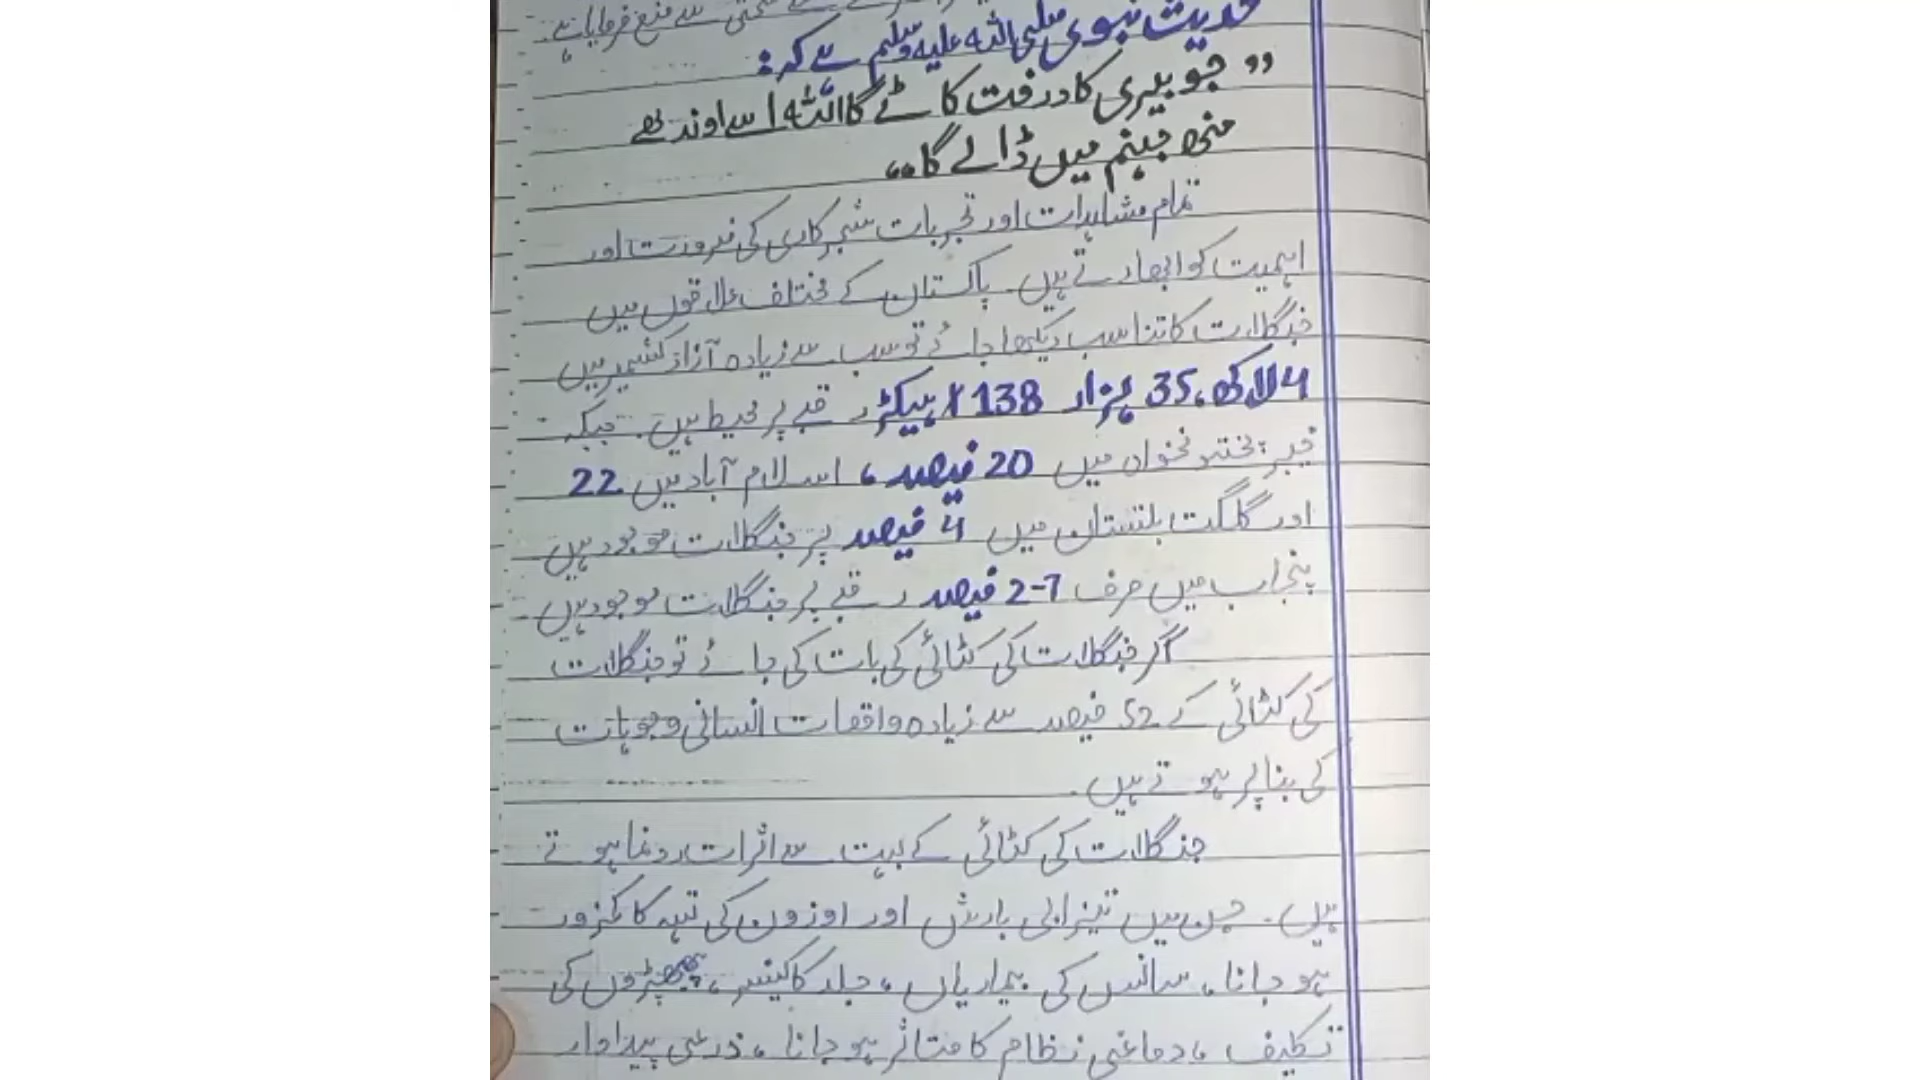 سے منع فرمایا ہے۔
حدیث نبوی صلی اللہ علیہ وسلم ہے کہ:
”جو بیری کا درخت کاٹے گا اللہ اسے اوندھے
منہ جہنم میں ڈالے گا“
تمام مشاہدات اور تجربات شجرکاری کی ضرورت اور
اہمیت کو ابھارتے ہیں۔ پاکستان کے مختلف علاقوں میں
جنگلات کا تناسب دیکھا جائے تو سب سے زیادہ آزاد کشمیر میں
4 لاکھ، 35 ہزار 138 ہیکڑ رقبے پر محیط ہیں۔ جبکہ
خیبر پختونخواہ میں 20 فیصد، اسلام آباد میں 22
اور گلگت بلتستان میں 4 فیصد پر جنگلات موجود ہیں
پنجاب میں صرف 2-7 فیصد رقبے پر جنگلات موجود ہیں
اگر جنگلات کی کٹائی کی بات کی جائے تو جنگلات
کی کٹائی کے 52 فیصد سے زیادہ واقعات انسانی وجوہات
کی بنا پر ہوتے ہیں۔
جنگلات کی کٹائی کے بہت سے اثرات رونما ہوتے
ہیں۔ جن میں تیزابی بارش اور اوزون کی تہہ کا کمزور
ہو جانا، سانس کی بیماریاں، جلد کا کینسر، پھیپھڑوں کی
تکلیف، دماغی نظام کا متاثر ہو جانا، زرعی پیداوار